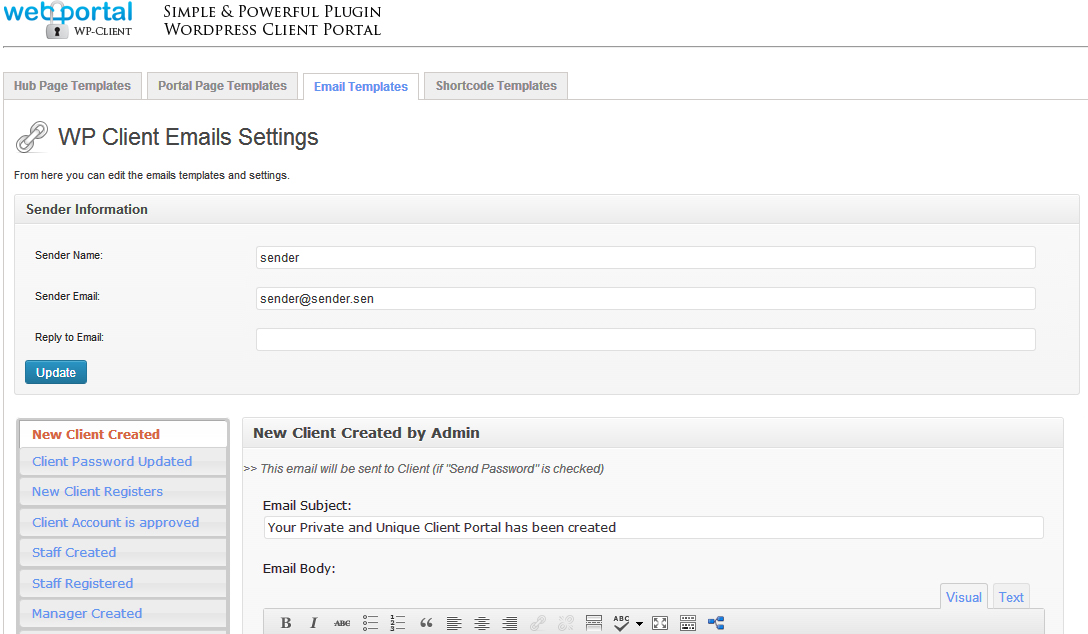 web portal
WP-CLIENT
SIMPLE & POWERFUL PLUGIN
WORDPRESS CLIENT PORTAL
Hub Page Templates
Portal Page Templates
Email Templates
Shortcode Templates
WP Client Emails Settings
From here you can edit the emails templates and settings.
Sender Information
Sender Name:
sender
Sender Email:
sender@sender.sen
Reply to Email:
Update
New Client Created
Client Password Updated
New Client Registers
Client Account is approved
Staff Created
Staff Registered
Manager Created
New Client Created by Admin
>> This email will be sent to Client (if "Send Password" is checked)
Email Subject:
Your Private and Unique Client Portal has been created
Email Body:
Visual
Text
B I ABC ABC